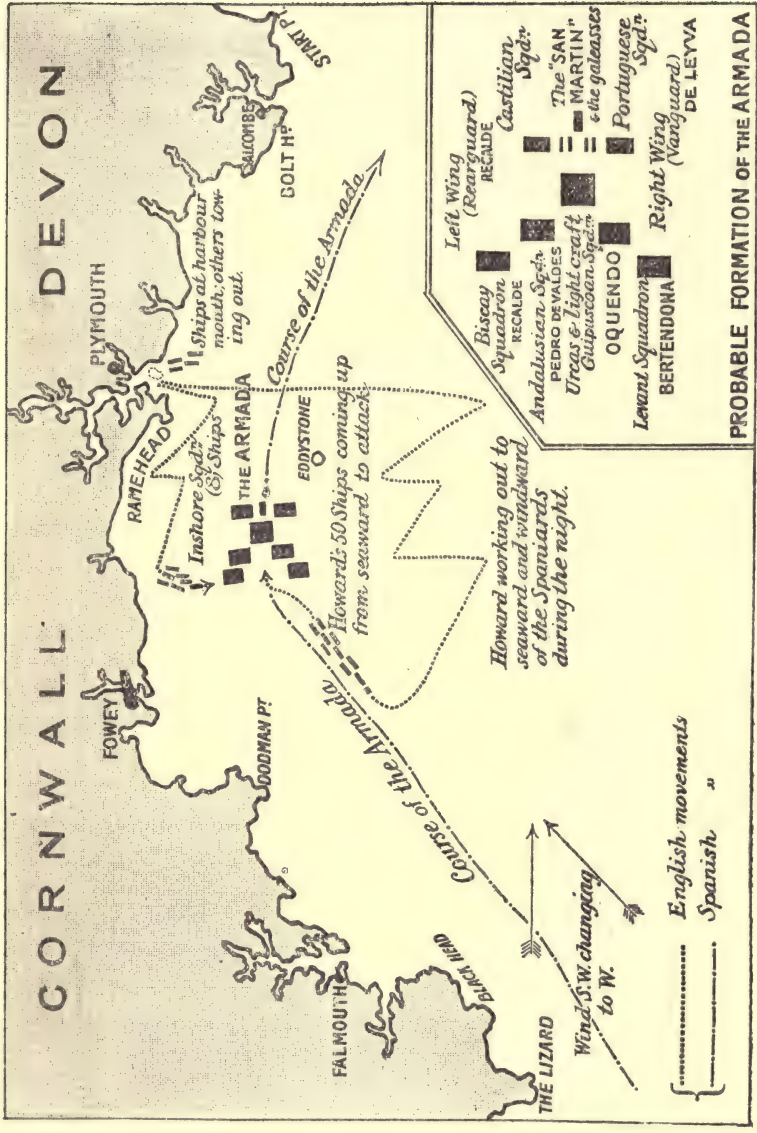 CORNWALL
DEVON
PLYMOUTH
RAMEHEAD
FOWEY
DODMAN PT.
FALMOUTH
BLACK HEAD
THE LIZARD
SALCOMBE
BOLT HD.
START PT.
Ships at harbour
mouth; others tow-
ing out.
Inshore Sqdn.
(8) Ships
THE ARMADA
EDDYSTONE
Course of the Armada
Howard's 50 Ships coming up
from seaward to attack
Course of the Armada
Howard working out to
seaward and windward
of the Spaniards
during the night.
Wind S.W. changing
to W.
English movements
Spanish "
Left Wing
(Rearguard)
RECALDE
Biscay
Squadron
RECALDE
Castilian
Sqdn.
Andalusian Sqdn
PEDRO DE VALDES
The "SAN
MARTIN"
& the galeasses
Urcas & light craft
Guipuscoan Sqdn.
OQUENDO
Portuguese
Sqdn.
Levant Squadron
BERTENDONA
Right Wing
(Vanguard)
DE LEYVA
PROBABLE FORMATION OF THE ARMADA